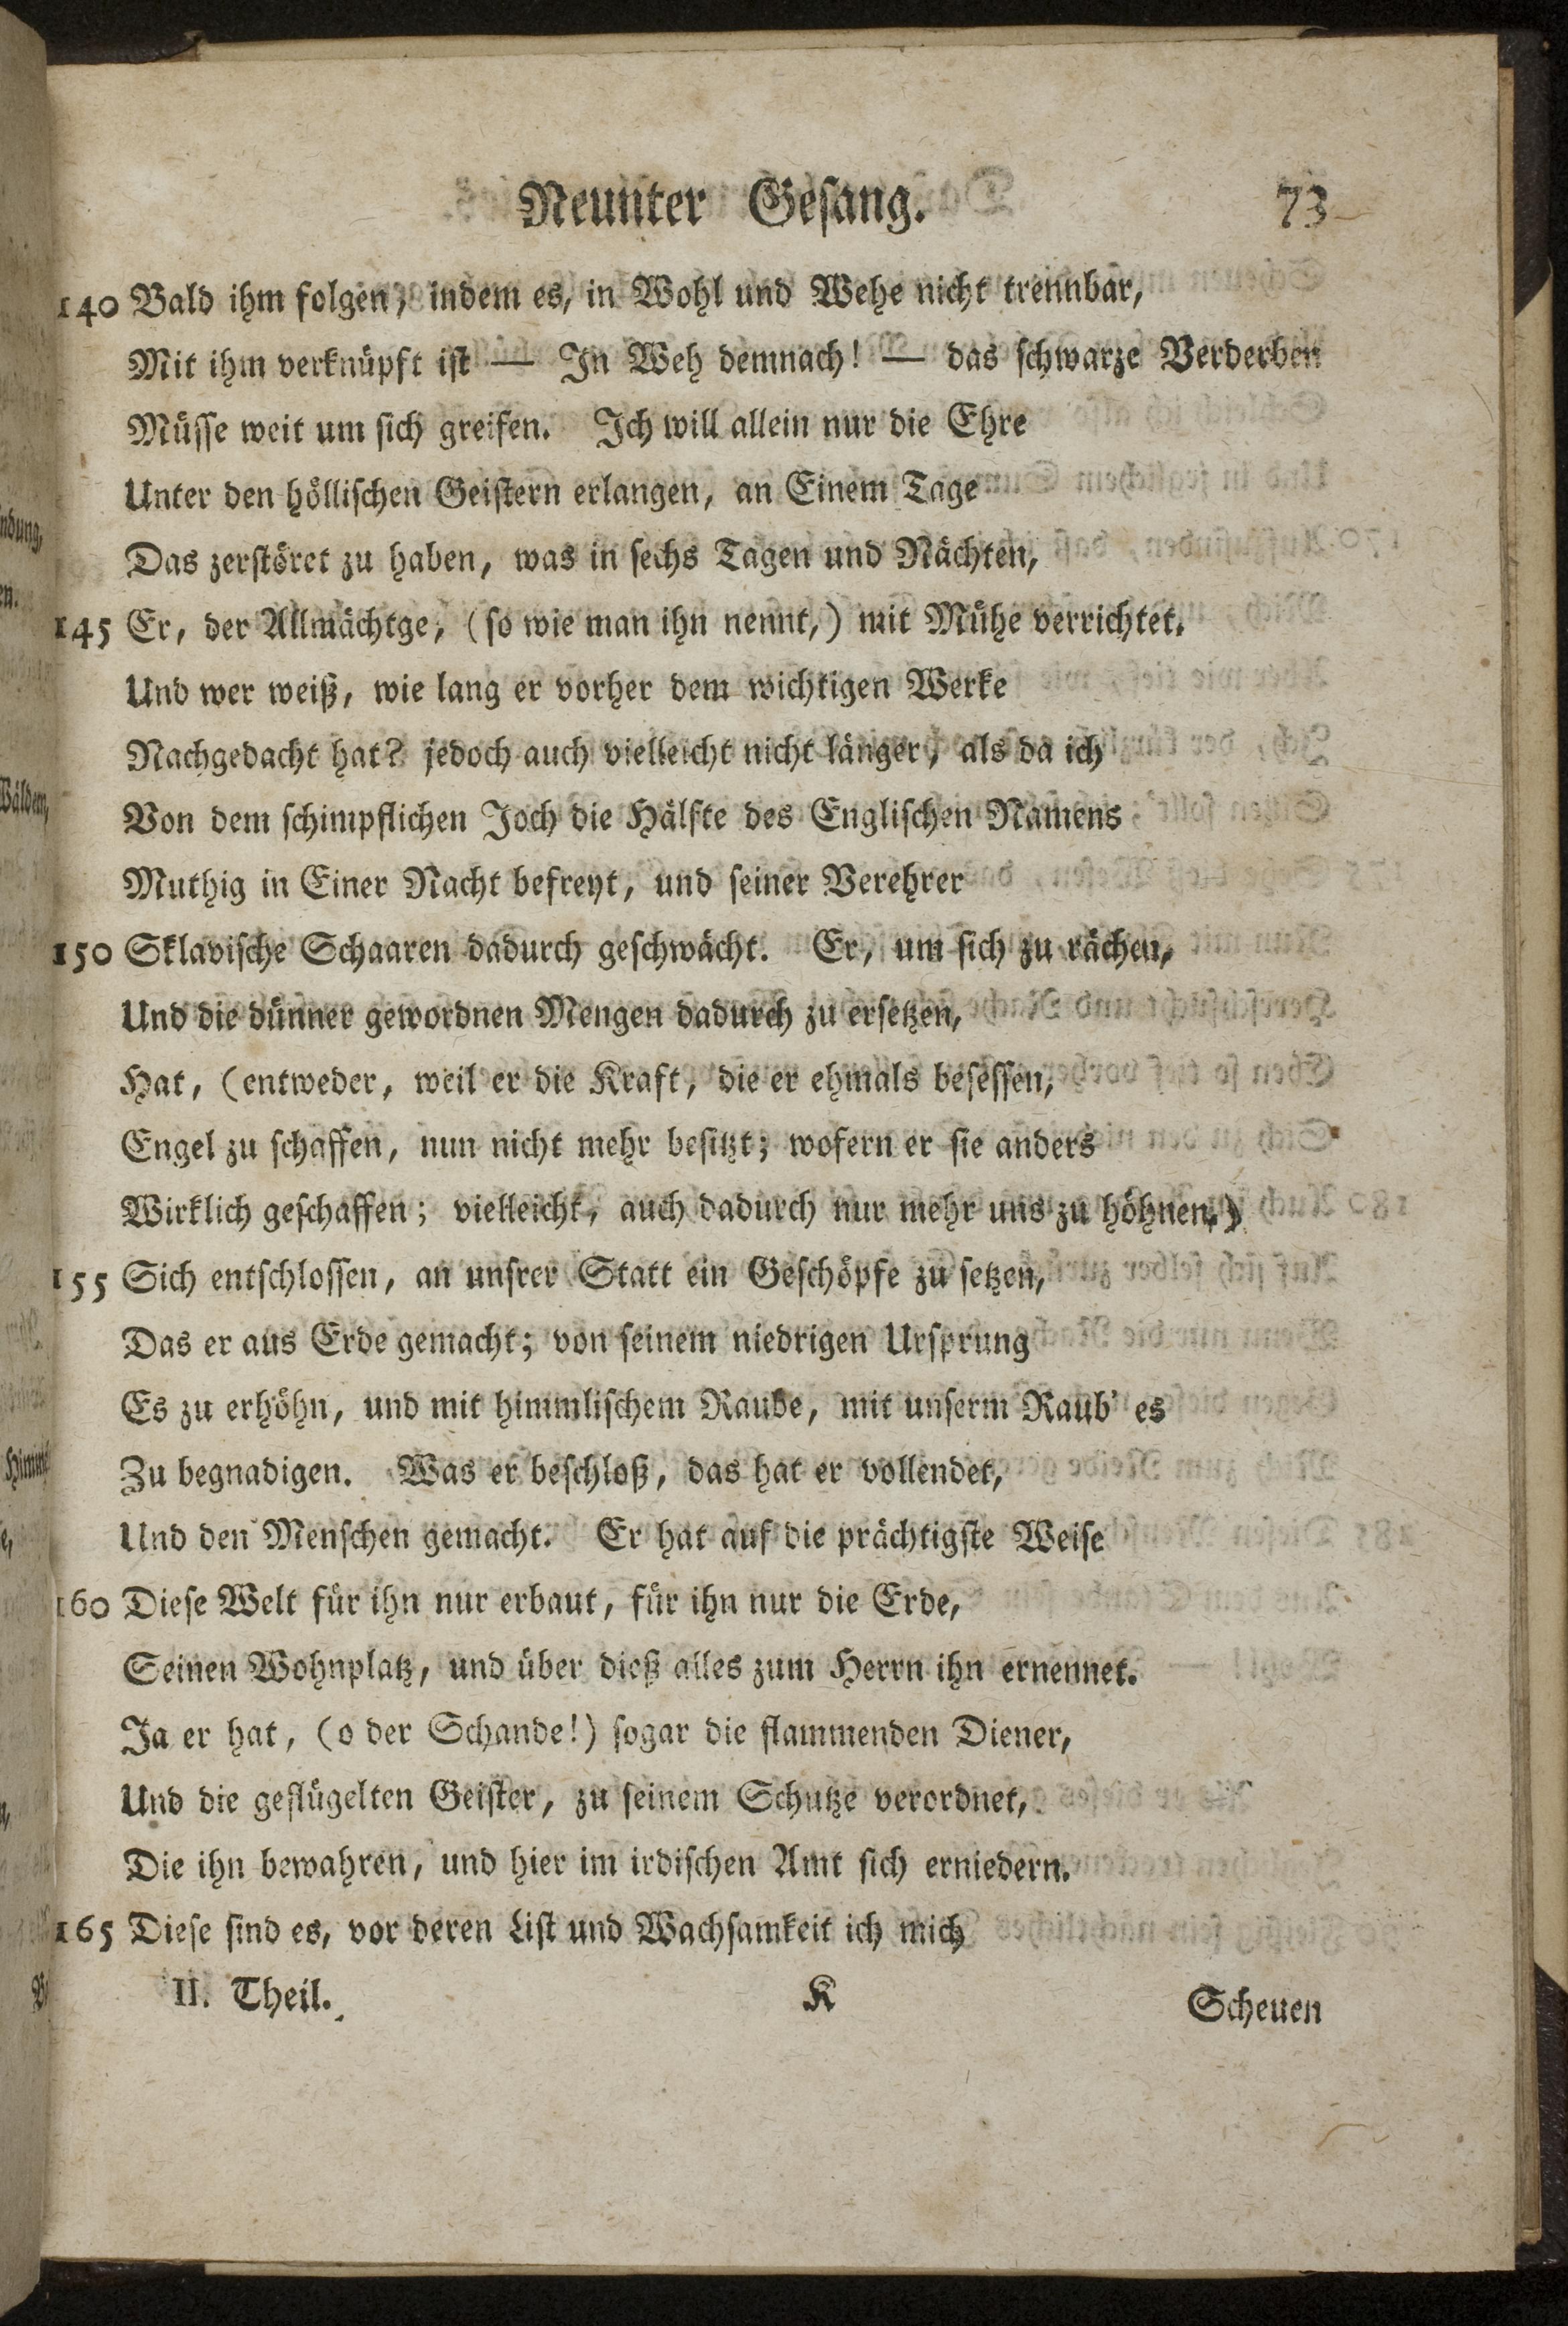 Neunter Gesang. 73
140 Bald ihm folgen; indem es, in Wohl und Wehe nicht trennbar,
Mit ihm verknüpft ist — In Weh demnach! — das schwarze Verderben
Müsse weit um sich greifen. Ich will allein nur die Ehre
Unter den höllischen Geistern erlangen, an Einem Tage
Das zerstöret zu haben, was in sechs Tagen und Nächten,
145 Er, der Allmächtge, (so wie man ihn nennt,) mit Mühe verrichtet.
Und wer weiß, wie lang er vorher dem wichtigen Werke
Nachgedacht hat? jedoch auch vielleicht nicht länger, als da ich
Von dem schimpflichen Joch die Hälfte des Englischen Namens
Muthig in Einer Nacht befreyt, und seiner Verehrer
150 Sklavische Schaaren dadurch geschwächt. Er, um sich zu rächen,
Und die dünner gewordnen Mengen dadurch zu ersetzen,
Hat, (entweder, weil er die Kraft, die er ehmals besessen,
Engel zu schaffen, nun nicht mehr besitzt; wofern er sie anders
Wirklich geschaffen; vielleicht, auch dadurch nur mehr uns zu höhnen,)
155 Sich entschlossen, an unsrer Statt ein Geschöpfe zu setzen,
Das er aus Erde gemacht; von seinem niedrigen Ursprung
Es zu erhöhn, und mit himmlischem Raube, mit unserm Raub' es
Zu begnadigen. Was er beschloß, das hat er vollendet,
Und den Menschen gemacht. Er hat auf die prächtigste Weise
160 Diese Welt für ihn nur erbaut, für ihn nur die Erde,
Seinen Wohnplatz, und über dieß alles zum Herrn ihn ernennet.
Ja er hat, (o der Schande!) sogar die flammenden Diener,
Und die geflügelten Geister, zu seinem Schutze verordnet,
Die ihn bewahren, und hier im irdischen Amt sich erniedern.
165 Diese sind es, vor deren List und Wachsamkeit ich mich
II. Theil. K Scheuen